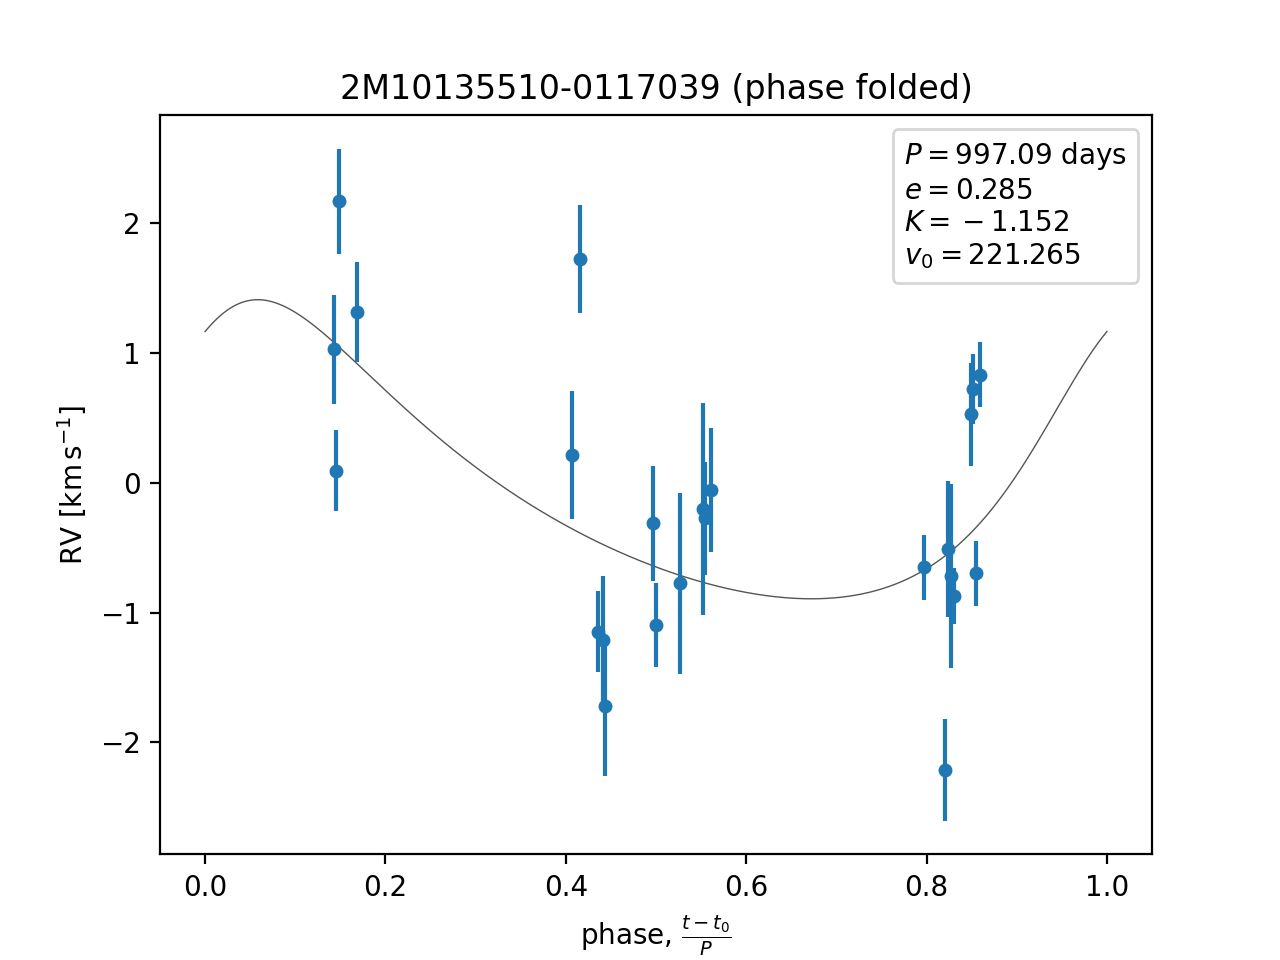 2M10135510-0117039 (phase folded)
P = 997.09 days
e = 0.285
K = −1.152
v₀ = 221.265
RV [km s⁻¹]
2
1
0
−1
−2
0.0 0.2 0.4 0.6 0.8 1.0
phase, (t − t₀)/P